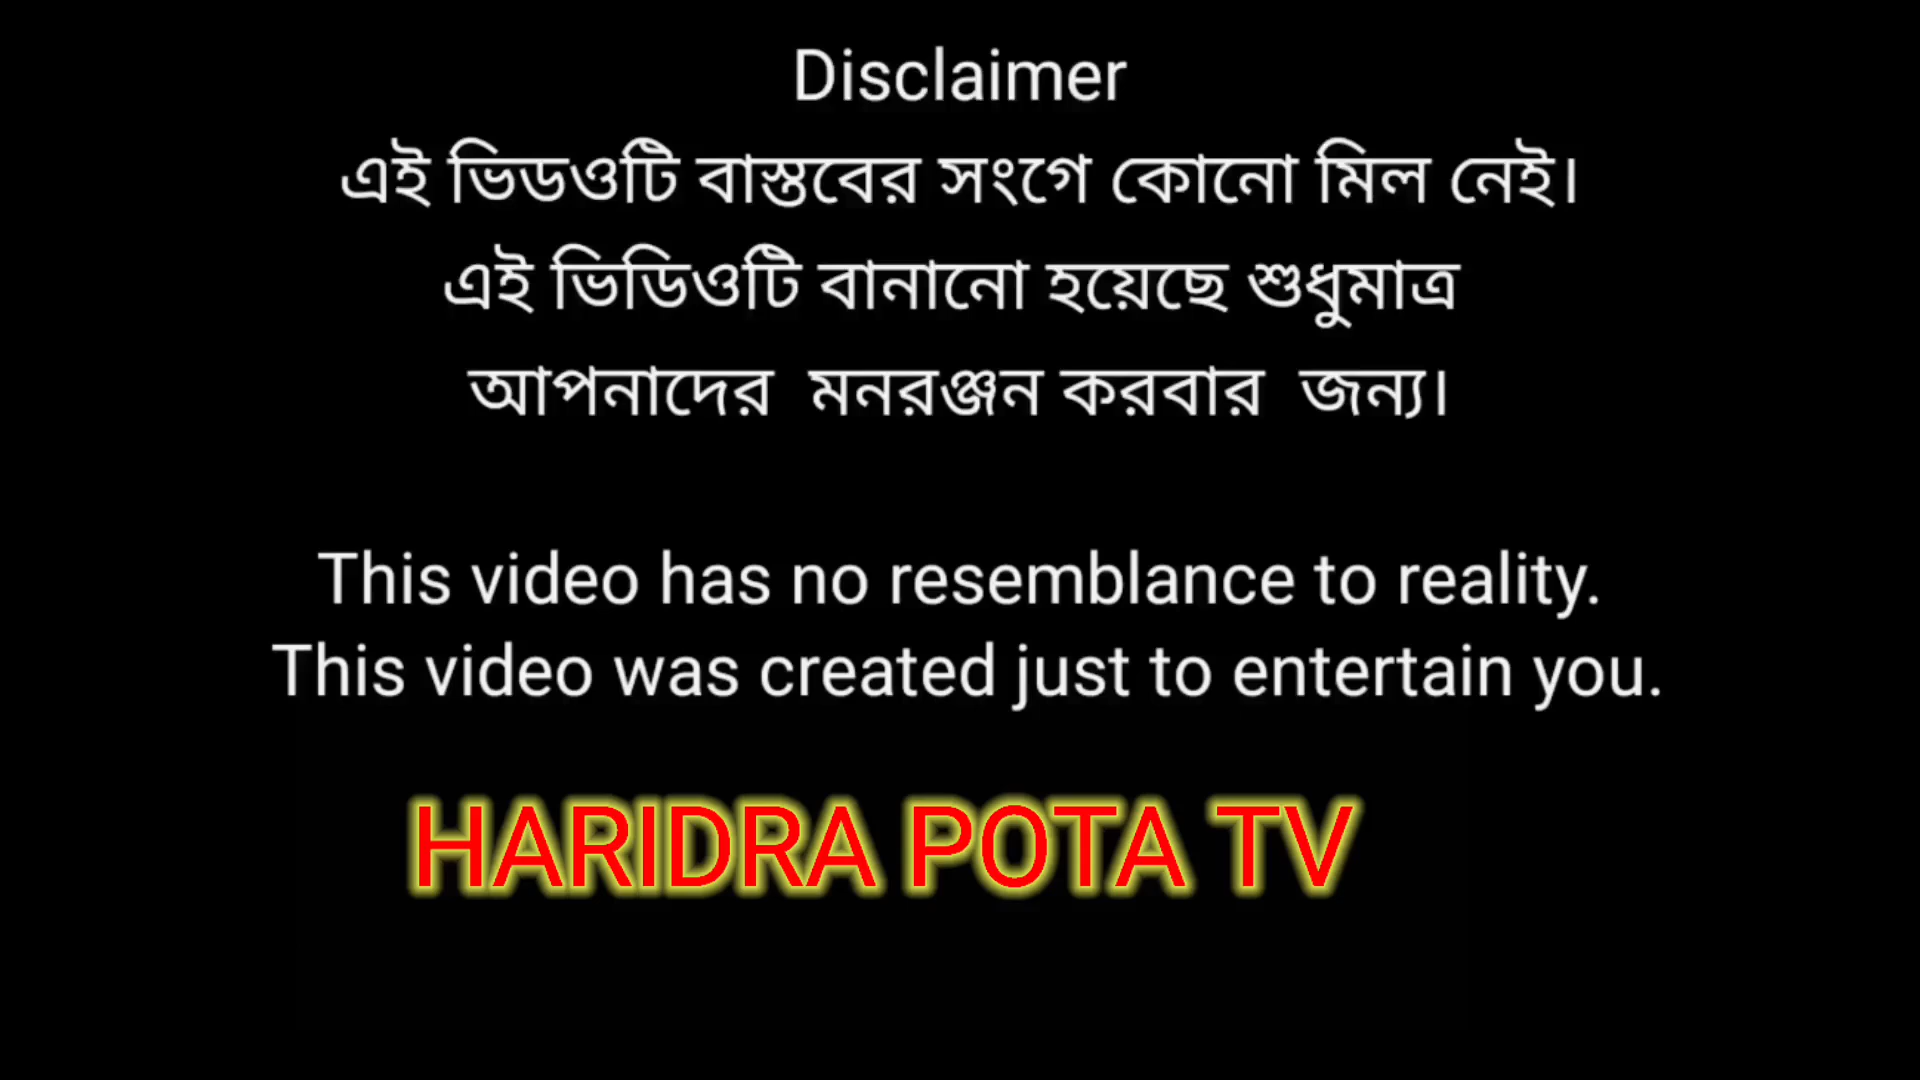 Disclaimer
এই ভিডওটি বাস্তবের সংগে কোনো মিল নেই।
এই ভিডিওটি বানানো হয়েছে শুধুমাত্র
আপনাদের মনরঞ্জন করবার জন্য।
This video has no resemblance to reality.
This video was created just to entertain you.
HARIDRA POTA TV